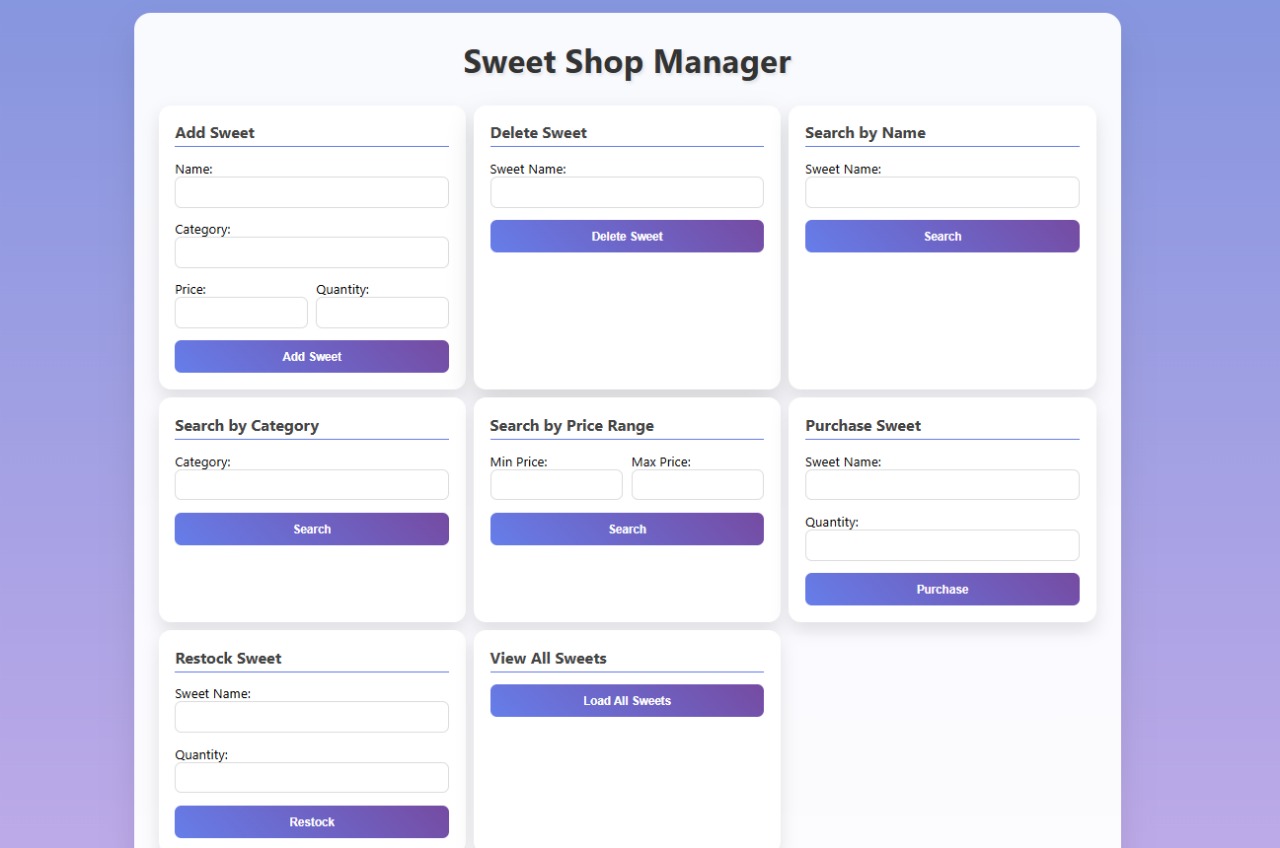 Sweet Shop Manager
Add Sweet
Name:
Category:
Price: Quantity:
Add Sweet
Delete Sweet
Sweet Name:
Delete Sweet
Search by Name
Sweet Name:
Search
Search by Category
Category:
Search
Search by Price Range
Min Price: Max Price:
Search
Purchase Sweet
Sweet Name:
Quantity:
Purchase
Restock Sweet
Sweet Name:
Quantity:
Restock
View All Sweets
Load All Sweets